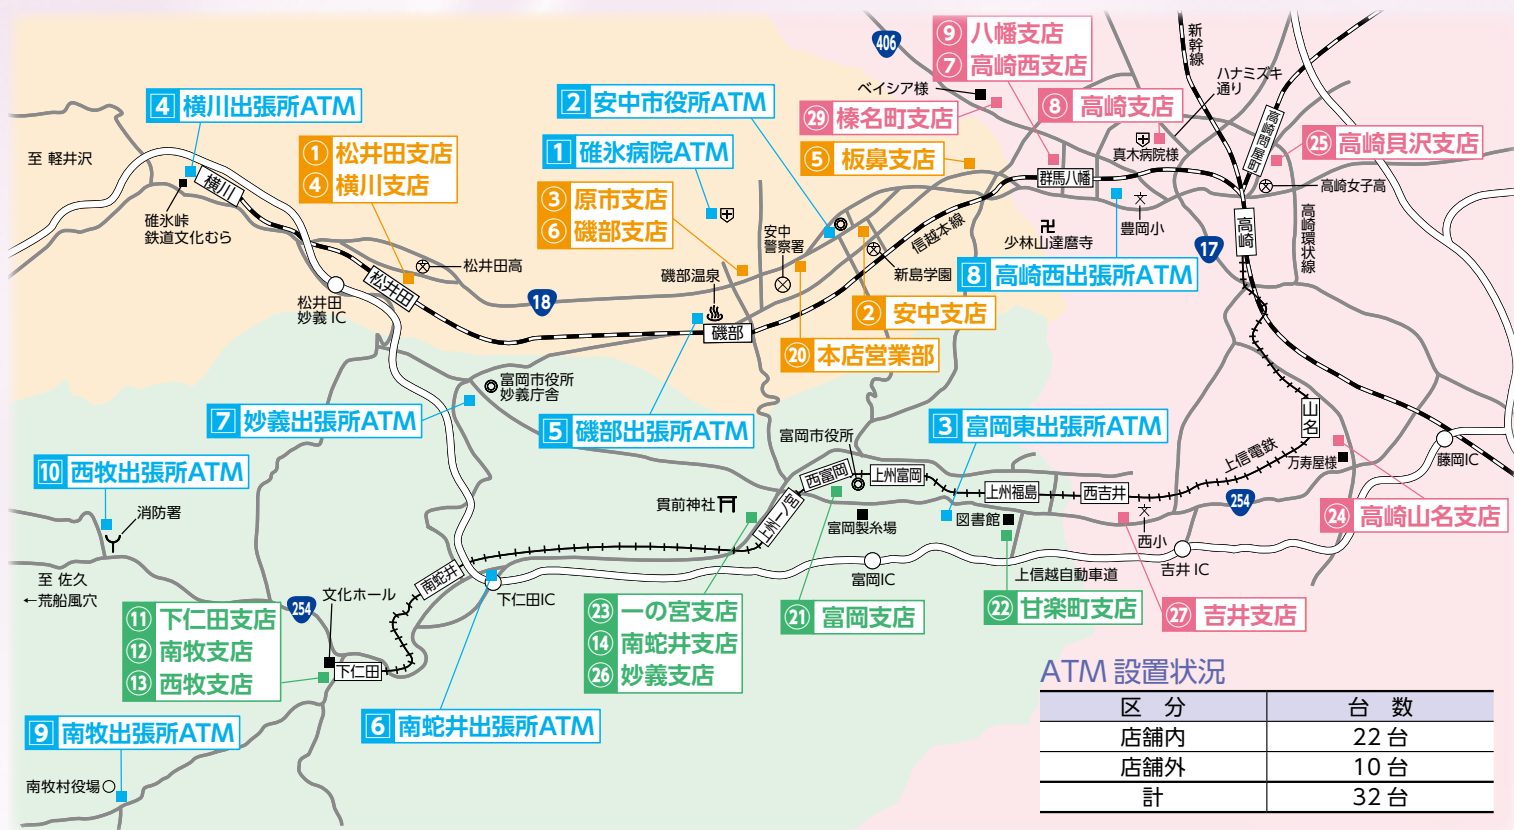 406
⑨ 八幡支店
⑦ 高崎西支店
新幹線
ハナミズキ
通り
ベイシア様
4 横川出張所ATM
2 安中市役所ATM
㉙ 榛名町支店
⑧ 高崎支店
高崎問屋町
㉕ 高崎貝沢支店
至 軽井沢
① 松井田支店
④ 横川支店
1 碓氷病院ATM
⑤ 板鼻支店
真木病院様
横川
群馬八幡
高崎女子高
碓氷峠
鉄道文化むら
③ 原市支店
⑥ 磯部支店
安中
警察署
信越本線
少林山達磨寺
豊岡小
高崎
17
高崎環状線
松井田高
松井田
磯部温泉
新島学園
8 高崎西出張所ATM
松井田
妙義 IC
18
磯部
② 安中支店
⑳ 本店営業部
富岡市役所
妙義庁舎
7 妙義出張所ATM
5 磯部出張所ATM
3 富岡東出張所ATM
山名
富岡市役所
上信電鉄
万寿屋様
藤岡IC
10 西牧出張所ATM
西富岡
上州富岡
上州福島
西吉井
254
消防署
貫前神社
上州一ノ宮
富岡製糸場
図書館
西小
㉔ 高崎山名支店
至 佐久
←荒船風穴
南蛇井
下仁田IC
富岡IC
上信越自動車道
吉井 IC
254
文化ホール
⑪ 下仁田支店
⑫ 南牧支店
⑬ 西牧支店
㉓ 一の宮支店
⑭ 南蛇井支店
㉖ 妙義支店
㉑ 富岡支店
㉒ 甘楽町支店
㉗ 吉井支店
下仁田
9 南牧出張所ATM
6 南蛇井出張所ATM
南牧村役場
ATM 設置状況
区 分 台 数
店舗内 22 台
店舗外 10 台
計 32 台